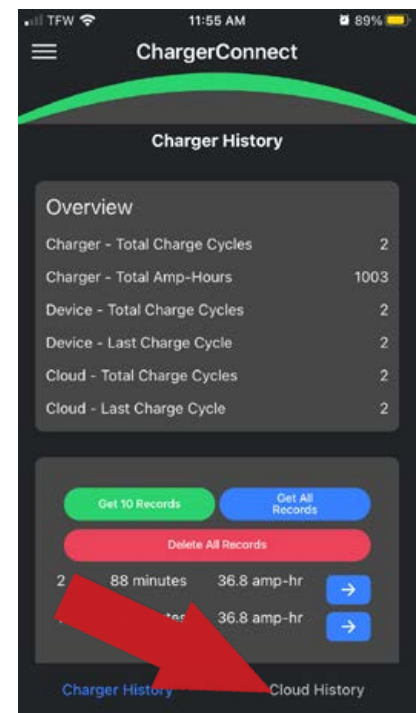 TFW 11:55 AM 89%
ChargerConnect
Charger History
Overview
Charger - Total Charge Cycles 2
Charger - Total Amp-Hours 1003
Device - Total Charge Cycles 2
Device - Last Charge Cycle 2
Cloud - Total Charge Cycles 2
Cloud - Last Charge Cycle 2
Get 10 Records Get All
Records
Delete All Records
2 88 minutes 36.8 amp-hr
36.8 amp-hr
Charger History Cloud History